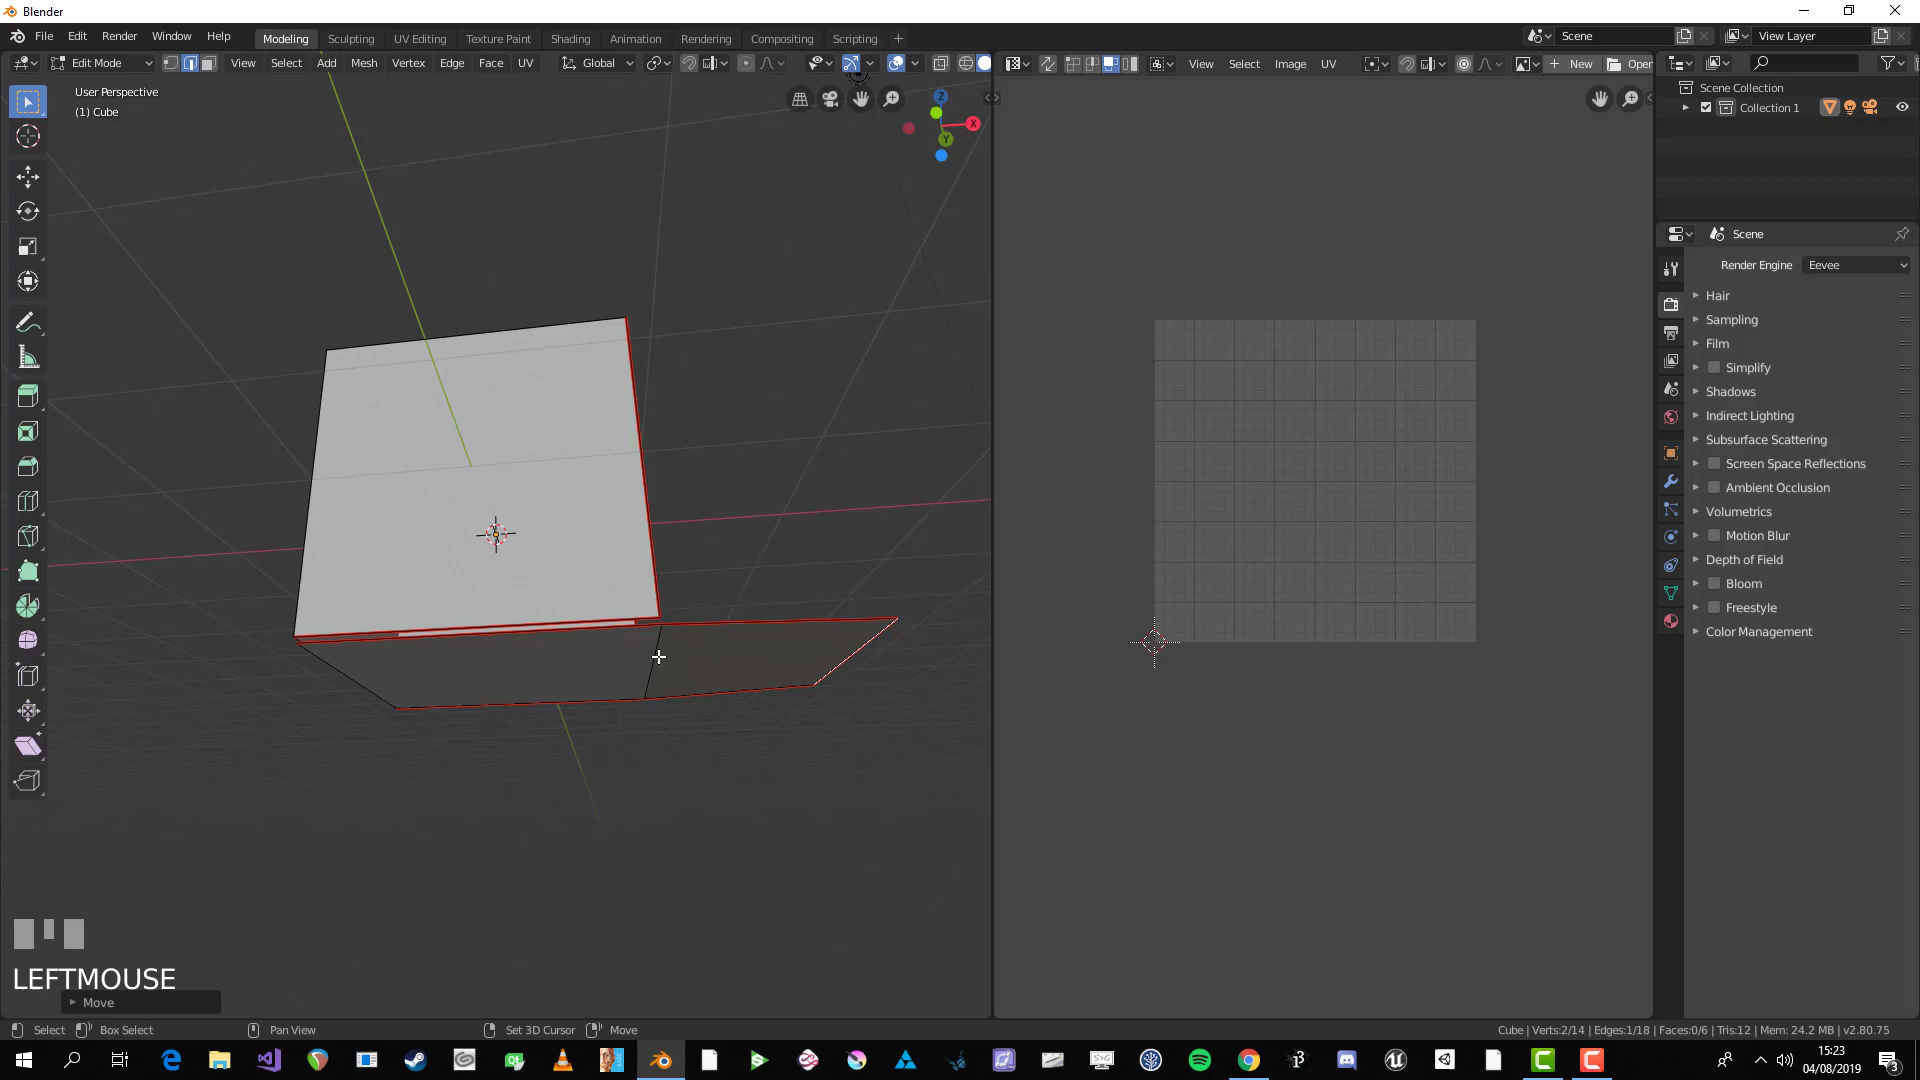 Blender
File Edit Render Window Help
Modeling Sculpting UV Editing Texture Paint Shading Animation Rendering Compositing Scripting
Scene
View Layer
Edit Mode View Select Add Mesh Vertex Edge Face UV Global
View Select Image UV New Open
Scene Collection
Collection 1
User Perspective
(1) Cube
Z
X
Y
Scene
Render Engine Eevee
Hair
Sampling
Film
Simplify
Shadows
Indirect Lighting
Subsurface Scattering
Screen Space Reflections
Ambient Occlusion
Volumetrics
Motion Blur
Depth of Field
Bloom
Freestyle
Color Management
LEFTMOUSE
Move
Select Box Select Pan View Set 3D Cursor Move
Cube | Verts:2/14 | Edges:1/18 | Faces:0/6 | Tris:12 | Mem: 24.2 MB | v2.80.75
15:23
04/08/2019
3